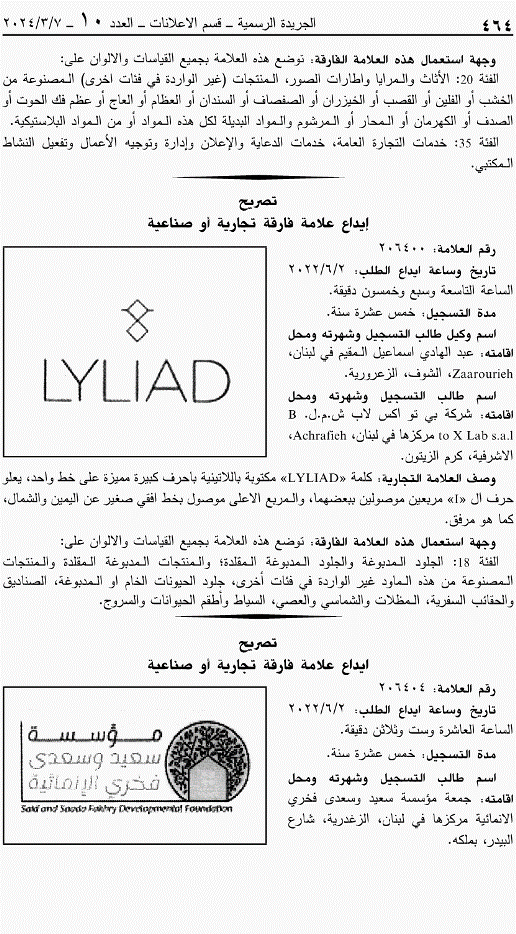 ٤٦٤ الجريدة الرسمية ــ قسم الاعلانات ــ العدد ١٠ ــ ٢٠٢٤/٣/٧
وجهة استعمال هذه العلامة الفارقة: توضع هذه العلامة بجميع القياسات والالوان على:
الفئة 20: الأثاث والمرايا واطارات الصور، المنتجات (غير الواردة في فئات اخرى) المصنوعة من
الخشب أو الفلين أو القصب أو الخيزران أو الصفصاف أو السندان أو العظام أو العاج أو عظم فك الحوت أو
الصدف أو الكهرمان أو المحار أو المرشوم والمواد البديلة لكل هذه المواد أو من المواد البلاستيكية.
الفئة 35: خدمات التجارة العامة، خدمات الدعاية والإعلان وإدارة وتوجيه الأعمال وتفعيل النشاط
المكتبي.
تصريح
إيداع علامة فارقة تجارية أو صناعية
رقم العلامة: ٢٠٦٤٠٠
تاريخ وساعة ايداع الطلب: ٢٠٢٢/٦/٢
الساعة التاسعة وسبع وخمسون دقيقة.
مدة التسجيل: خمس عشرة سنة.
اسم وكيل طالب التسجيل وشهرته ومحل
اقامته: عبد الهادي اسماعيل المقيم في لبنان،
Zaarourieh، الشوف، الزعرورية.
اسم طالب التسجيل وشهرته ومحل
اقامته: شركة بي تو اكس لاب ش.م.ل. B
to X Lab s.a.l مركزها في لبنان، Achrafieh،
الاشرفية، كرم الزيتون.
LYLIAD
وصف العلامة التجارية: كلمة «LYLIAD» مكتوبة باللاتينية باحرف كبيرة مميزة على خط واحد، يعلو
حرف ال «I» مربعين موصولين ببعضهما، والمربع الاعلى موصول بخط افقي صغير عن اليمين والشمال،
كما هو مرفق.
وجهة استعمال هذه العلامة الفارقة: توضع هذه العلامة بجميع القياسات والالوان على:
الفئة 18: الجلود المدبوغة والجلود المدبوغة المقلدة؛ والمنتجات المدبوغة المقلدة والمنتجات
المصنوعة من هذه الماود غير الواردة في فئات أخرى، جلود الحيونات الخام او المدبوغة، الصناديق
والحقائب السفرية، المظلات والشماسي والعصي، السياط وأطقم الحيوانات والسروج.
تصريح
ايداع علامة فارقة تجارية أو صناعية
رقم العلامة: ٢٠٦٤٠٤
تاريخ وساعة ايداع الطلب: ٢٠٢٢/٦/٢
الساعة العاشرة وست وثلاثن دقيقة.
مدة التسجيل: خمس عشرة سنة.
اسم طالب التسجيل وشهرته ومحل
اقامته: جمعة مؤسسة سعيد وسعدى فخري
الانمائية مركزها في لبنان، الزغدرية، شارع
البيدر، بملكه.
مؤسسة
سعيد وسعدى
فخري الإنمائية
Said and Saada Fakhry Developmental Foundation